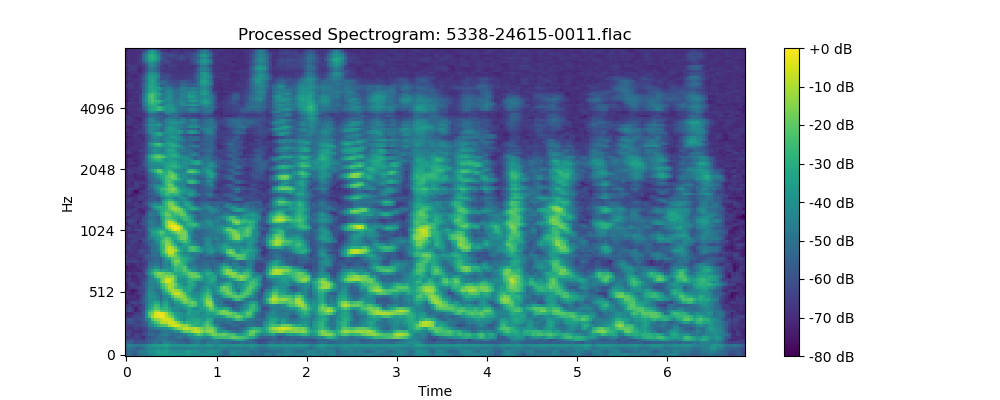 Processed Spectrogram: 5338-24615-0011.flac
Hz
4096
2048
1024
512
0
0 1 2 3 4 5 6
Time
+0 dB
-10 dB
-20 dB
-30 dB
-40 dB
-50 dB
-60 dB
-70 dB
-80 dB